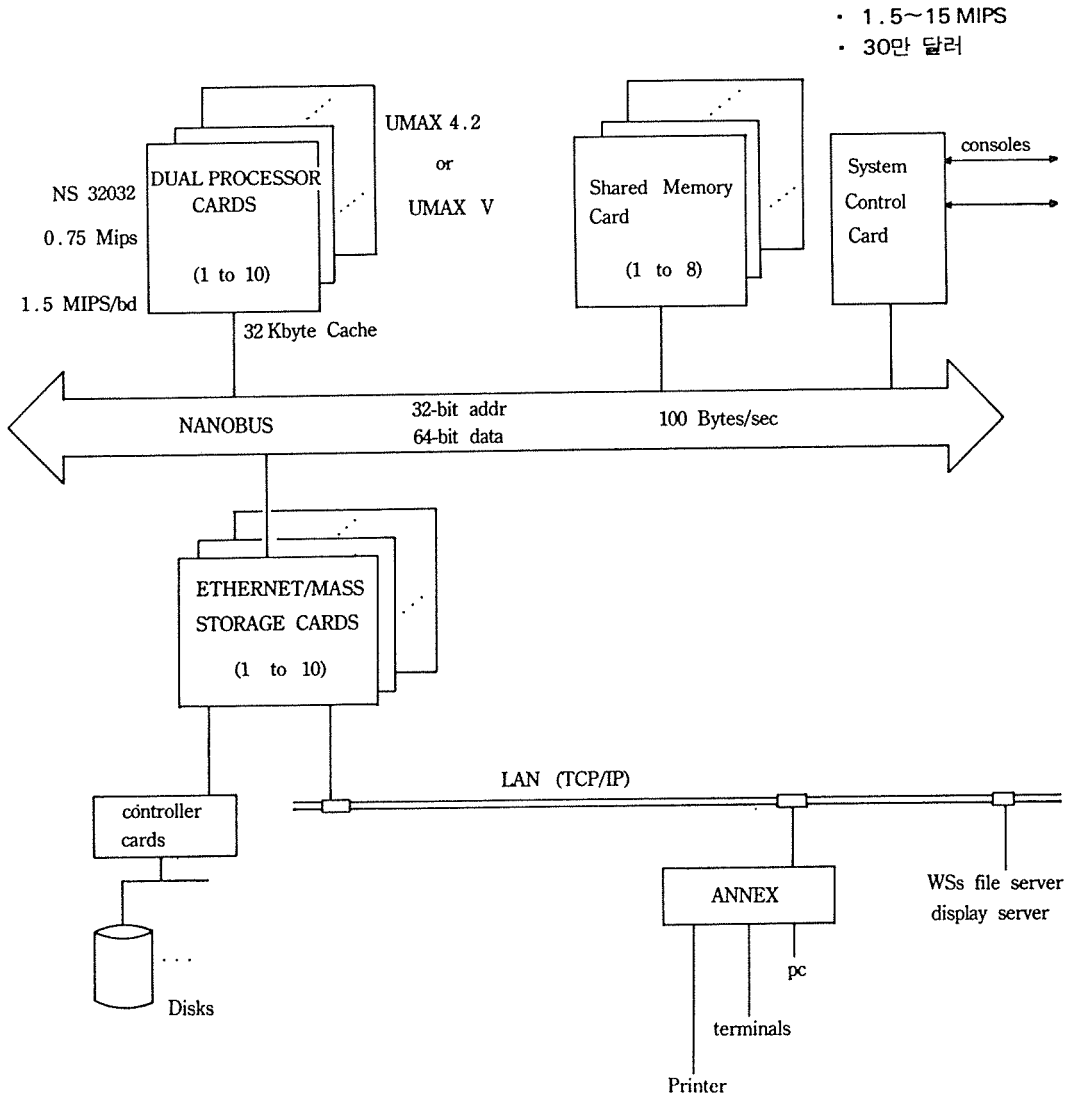 · 1.5~15 MIPS
· 30만 달러
UMAX 4.2
or
UMAX V
NS 32032
0.75 Mips
1.5 MIPS/bd
DUAL PROCESSOR
CARDS
(1 to 10)
32 Kbyte Cache
Shared Memory
Card
(1 to 8)
System
Control
Card
consoles
NANOBUS
32-bit addr
64-bit data
100 Bytes/sec
ETHERNET/MASS
STORAGE CARDS
(1 to 10)
LAN (TCP/IP)
controller
cards
Disks
ANNEX
pc
terminals
Printer
WSs file server
display server